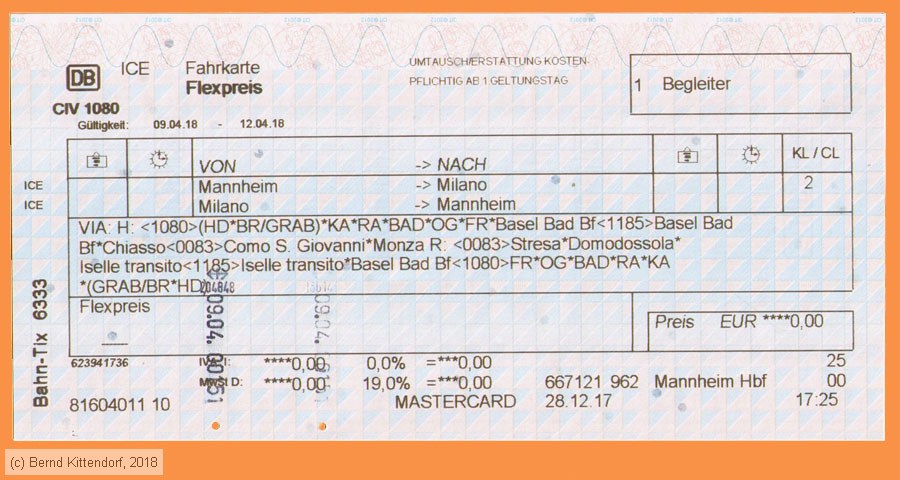 DB ICE Fahrkarte
Flexpreis
UMTAUSCH/ERSTATTUNG KOSTEN-
PFLICHTIG AB 1.GELTUNGSTAG
1 Begleiter
CIV 1080
Gültigkeit: 09.04.18 - 12.04.18
VON -> NACH KL / CL
ICE Mannheim -> Milano 2
ICE Milano -> Mannheim
VIA: H: <1080>(HD*BR/GRAB)*KA*RA*BAD*OG*FR*Basel Bad Bf<1185>Basel Bad
Bf*Chiasso<0083>Como S. Giovanni*Monza R: <0083>Stresa*Domodossola*
Iselle transito<1185>Iselle transito*Basel Bad Bf<1080>FR*OG*BAD*RA*KA
*(GRAB/BR*HD)
Flexpreis
Preis EUR ****0,00
Bahn-Tix 6333
623941736 ****0,00 0,0% =***0,00 25
MwSt D: ****0,00 19,0% =***0,00 667121 962 Mannheim Hbf 00
81604011 10 MASTERCARD 28.12.17 17:25
09.04.
09.04.
(c) Bernd Kittendorf, 2018